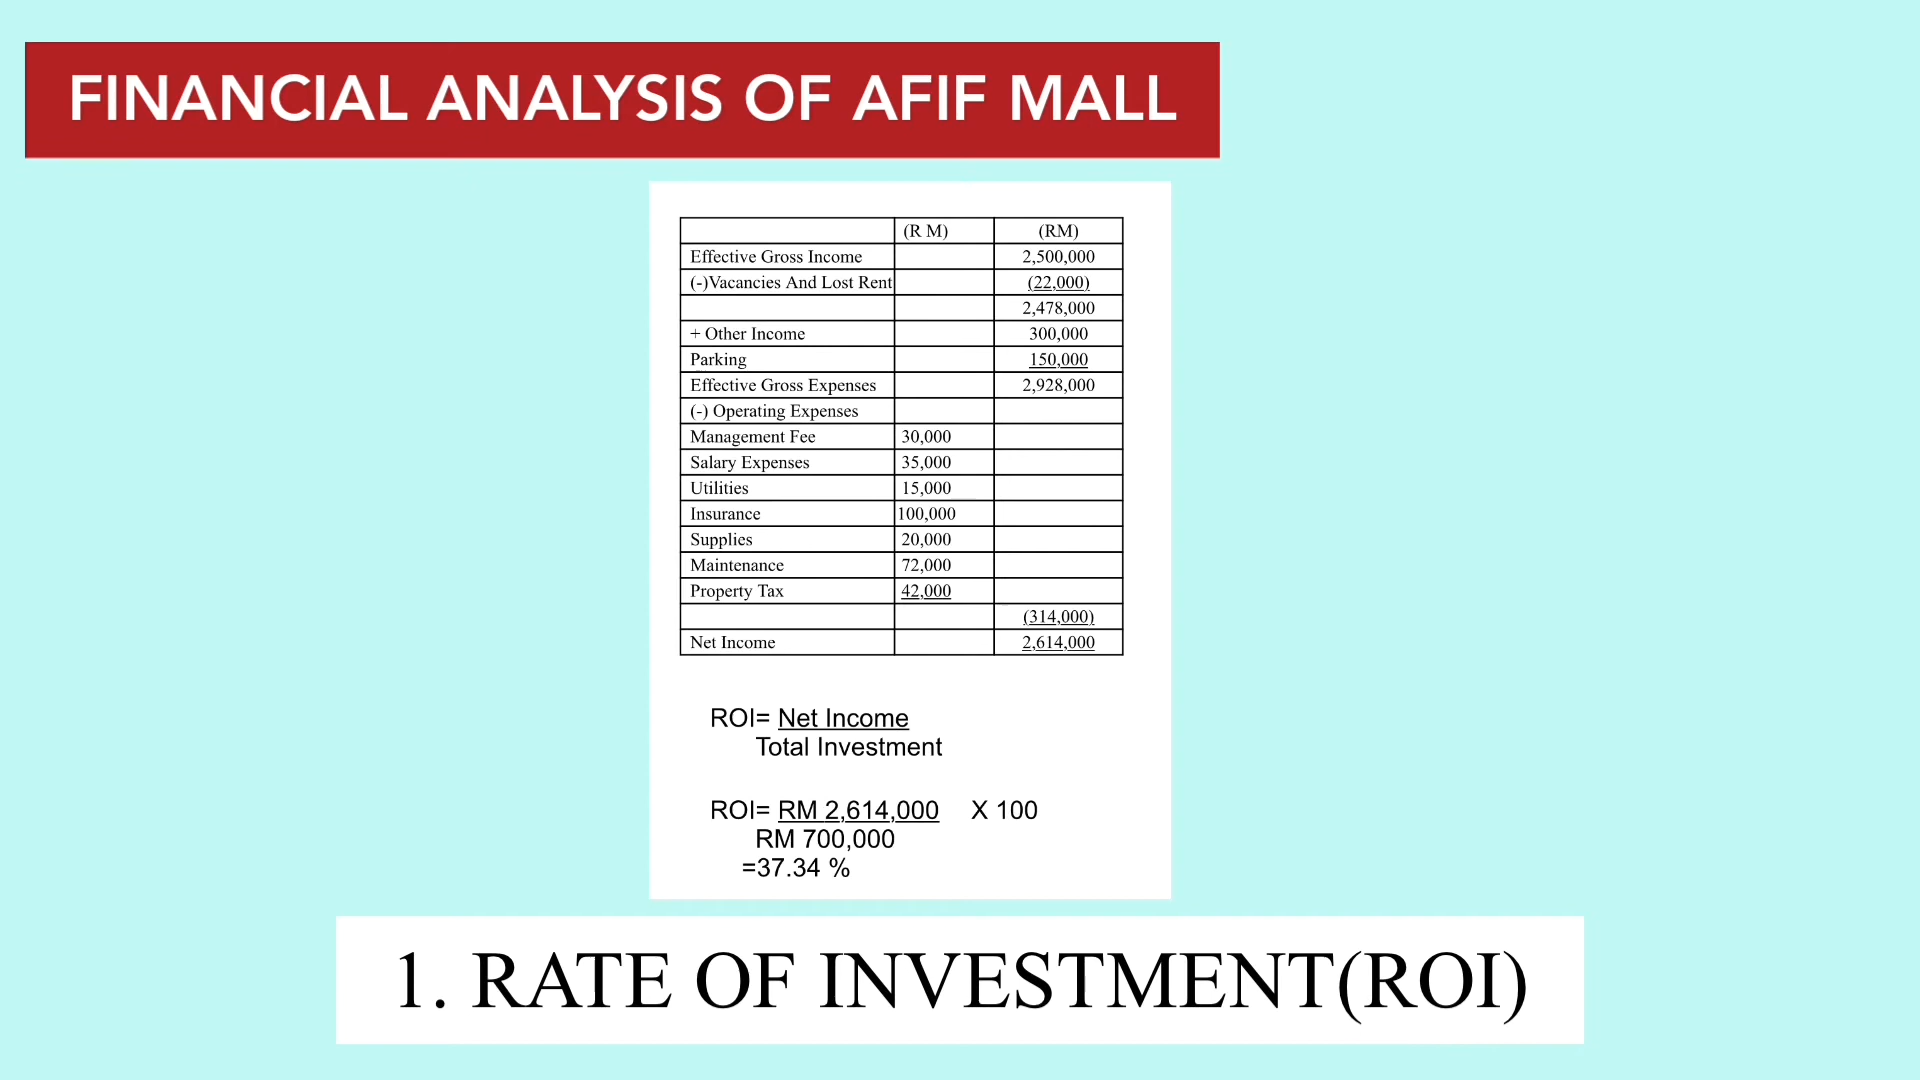 FINANCIAL ANALYSIS OF AFIF MALL
(R M) (RM)
Effective Gross Income 2,500,000
(-)Vacancies And Lost Rent (22,000)
2,478,000
+ Other Income 300,000
Parking 150,000
Effective Gross Expenses 2,928,000
(-) Operating Expenses
Management Fee 30,000
Salary Expenses 35,000
Utilities 15,000
Insurance 100,000
Supplies 20,000
Maintenance 72,000
Property Tax 42,000
(314,000)
Net Income 2,614,000
ROI= Net Income
Total Investment
ROI= RM 2,614,000 X 100
RM 700,000
=37.34 %
1. RATE OF INVESTMENT(ROI)